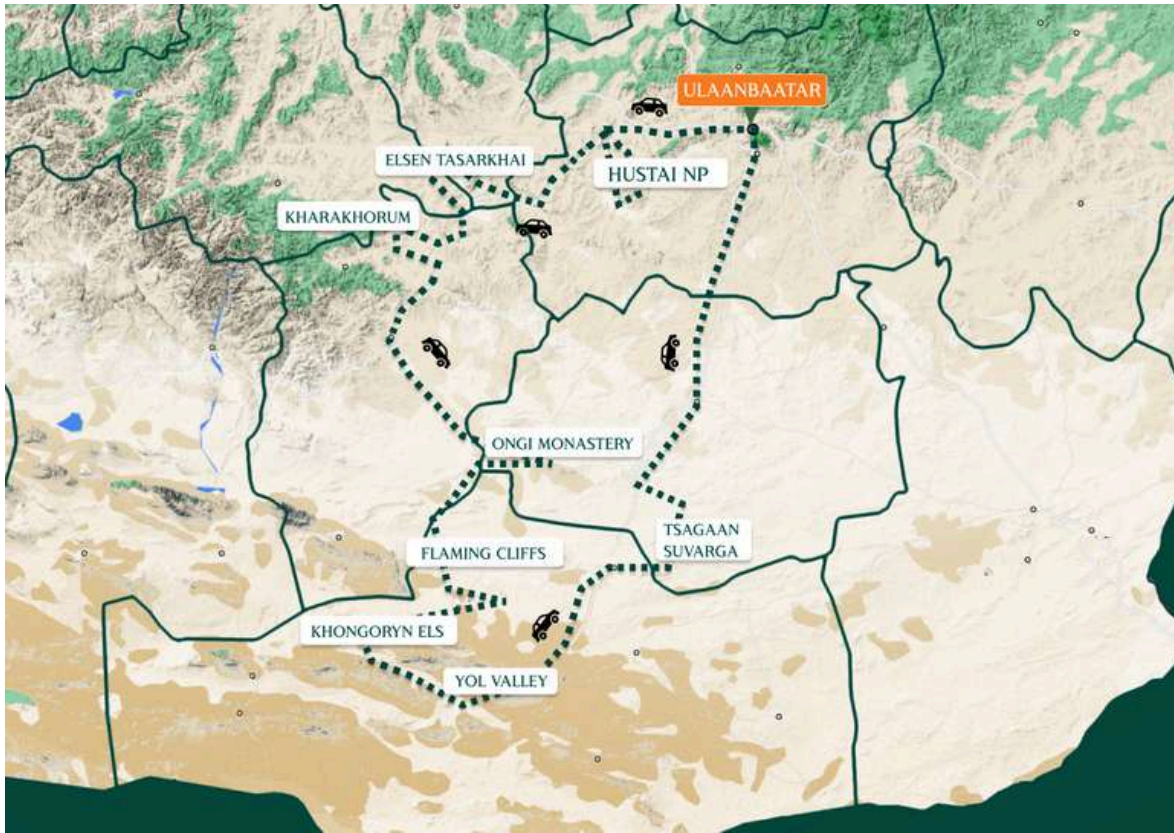 ULAANBAATAR
ELSEN TASARKHAI
HUSTAI NP
KHARAKHORUM
ONGI MONASTERY
TSAGAAN
SUVARGA
FLAMING CLIFFS
KHONGORYN ELS
YOL VALLEY